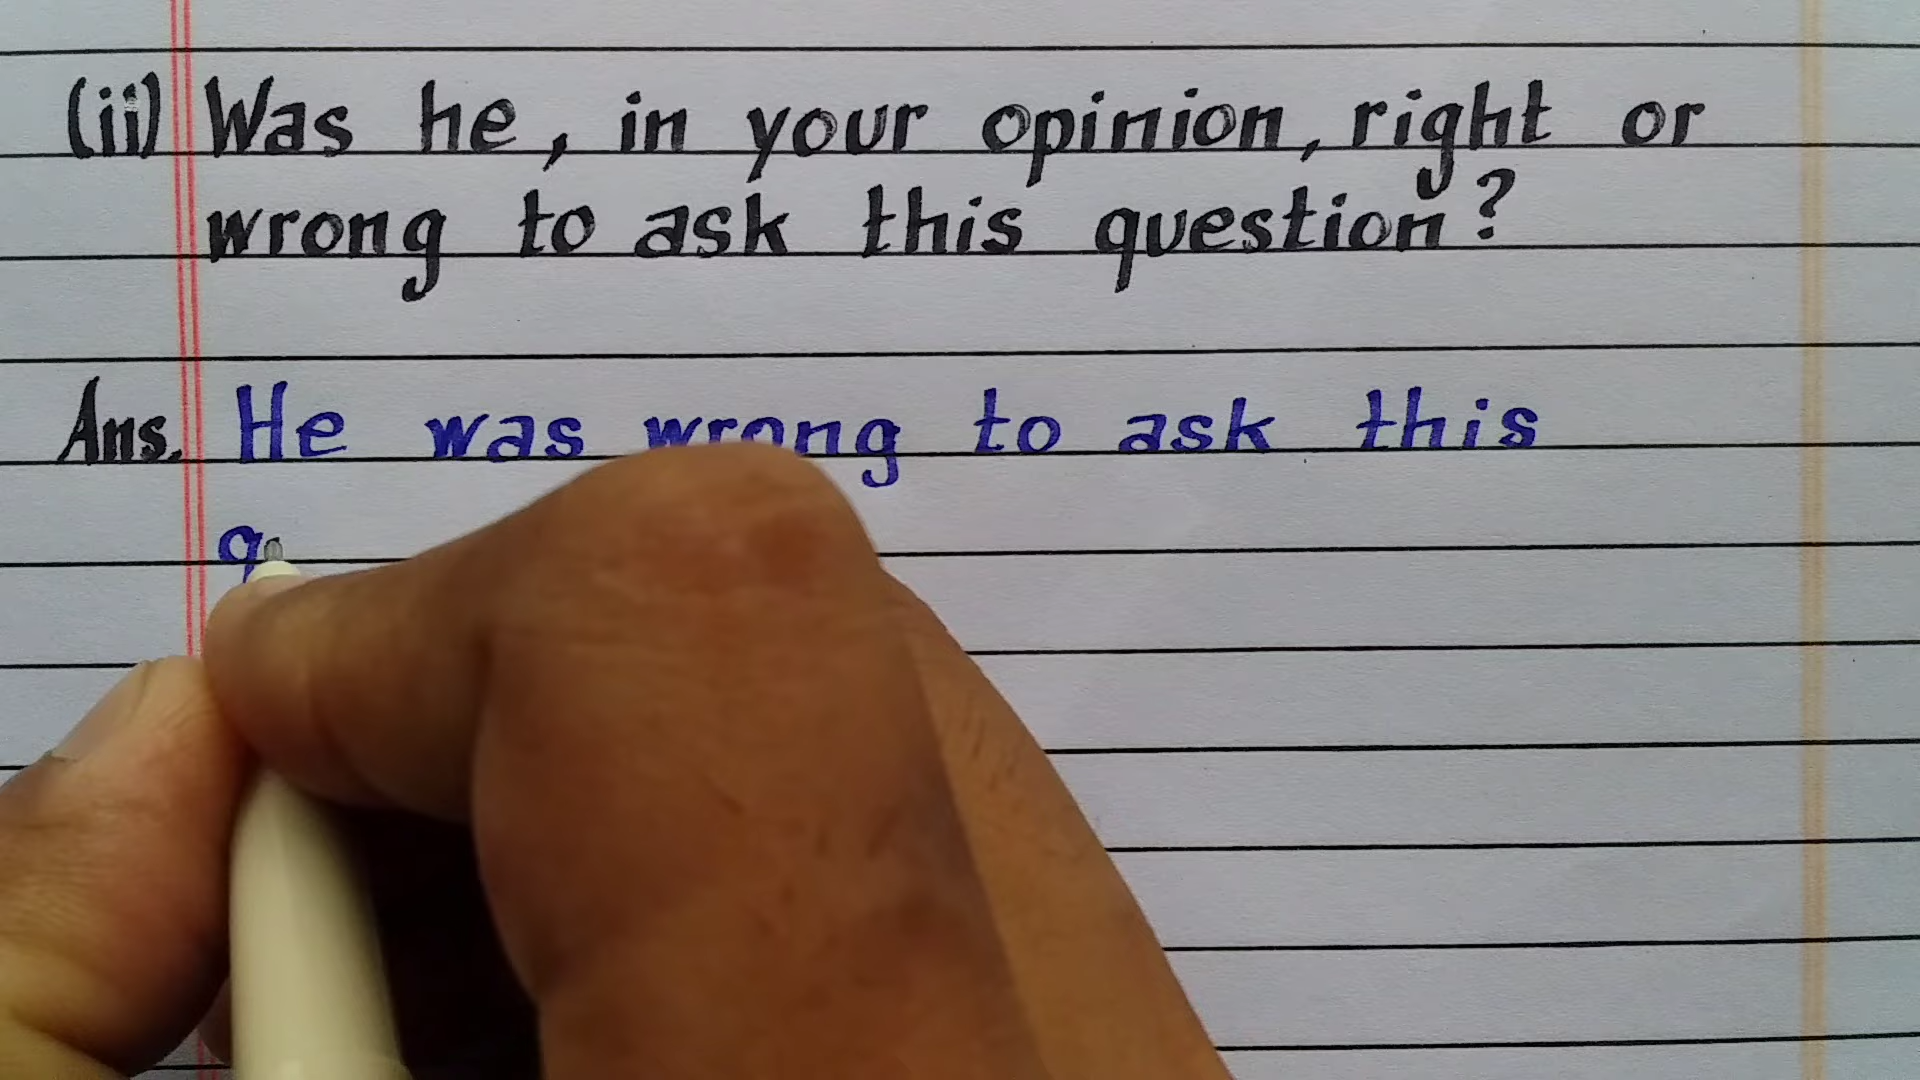 (ii) Was he, in your opinion, right or
wrong to ask this question?
Ans. He was wrong to ask this